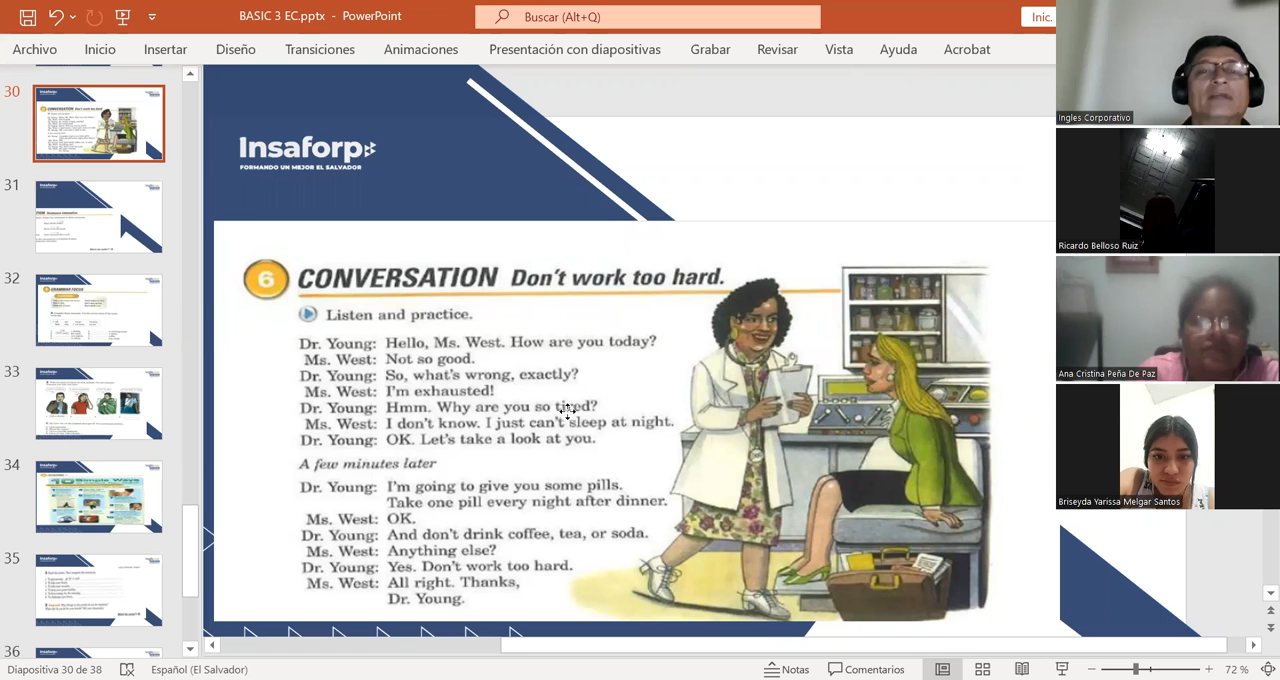 BASIC 3 EC.pptx - PowerPoint
Buscar (Alt+Q)
Inic.
Archivo Inicio Insertar Diseño Transiciones Animaciones Presentación con diapositivas Grabar Revisar Vista Ayuda Acrobat
30
31
32
33
34
35
36
Insaforp
FORMANDO UN MEJOR EL SALVADOR
6 CONVERSATION Don't work too hard.
Listen and practice.
Dr. Young: Hello, Ms. West. How are you today?
Ms. West: Not so good.
Dr. Young: So, what's wrong, exactly?
Ms. West: I'm exhausted!
Dr. Young: Hmm. Why are you so tired?
Ms. West: I don't know. I just can't sleep at night.
Dr. Young: OK. Let's take a look at you.
A few minutes later
Dr. Young: I'm going to give you some pills.
Take one pill every night after dinner.
Ms. West: OK.
Dr. Young: And don't drink coffee, tea, or soda.
Ms. West: Anything else?
Dr. Young: Yes. Don't work too hard.
Ms. West: All right. Thanks,
Dr. Young.
Ingles Corporativo
Ricardo Belloso Ruiz
Ana Cristina Peña De Paz
Briseyda Yarissa Melgar Santos
Diapositiva 30 de 38 Español (El Salvador) Notas Comentarios 72 %